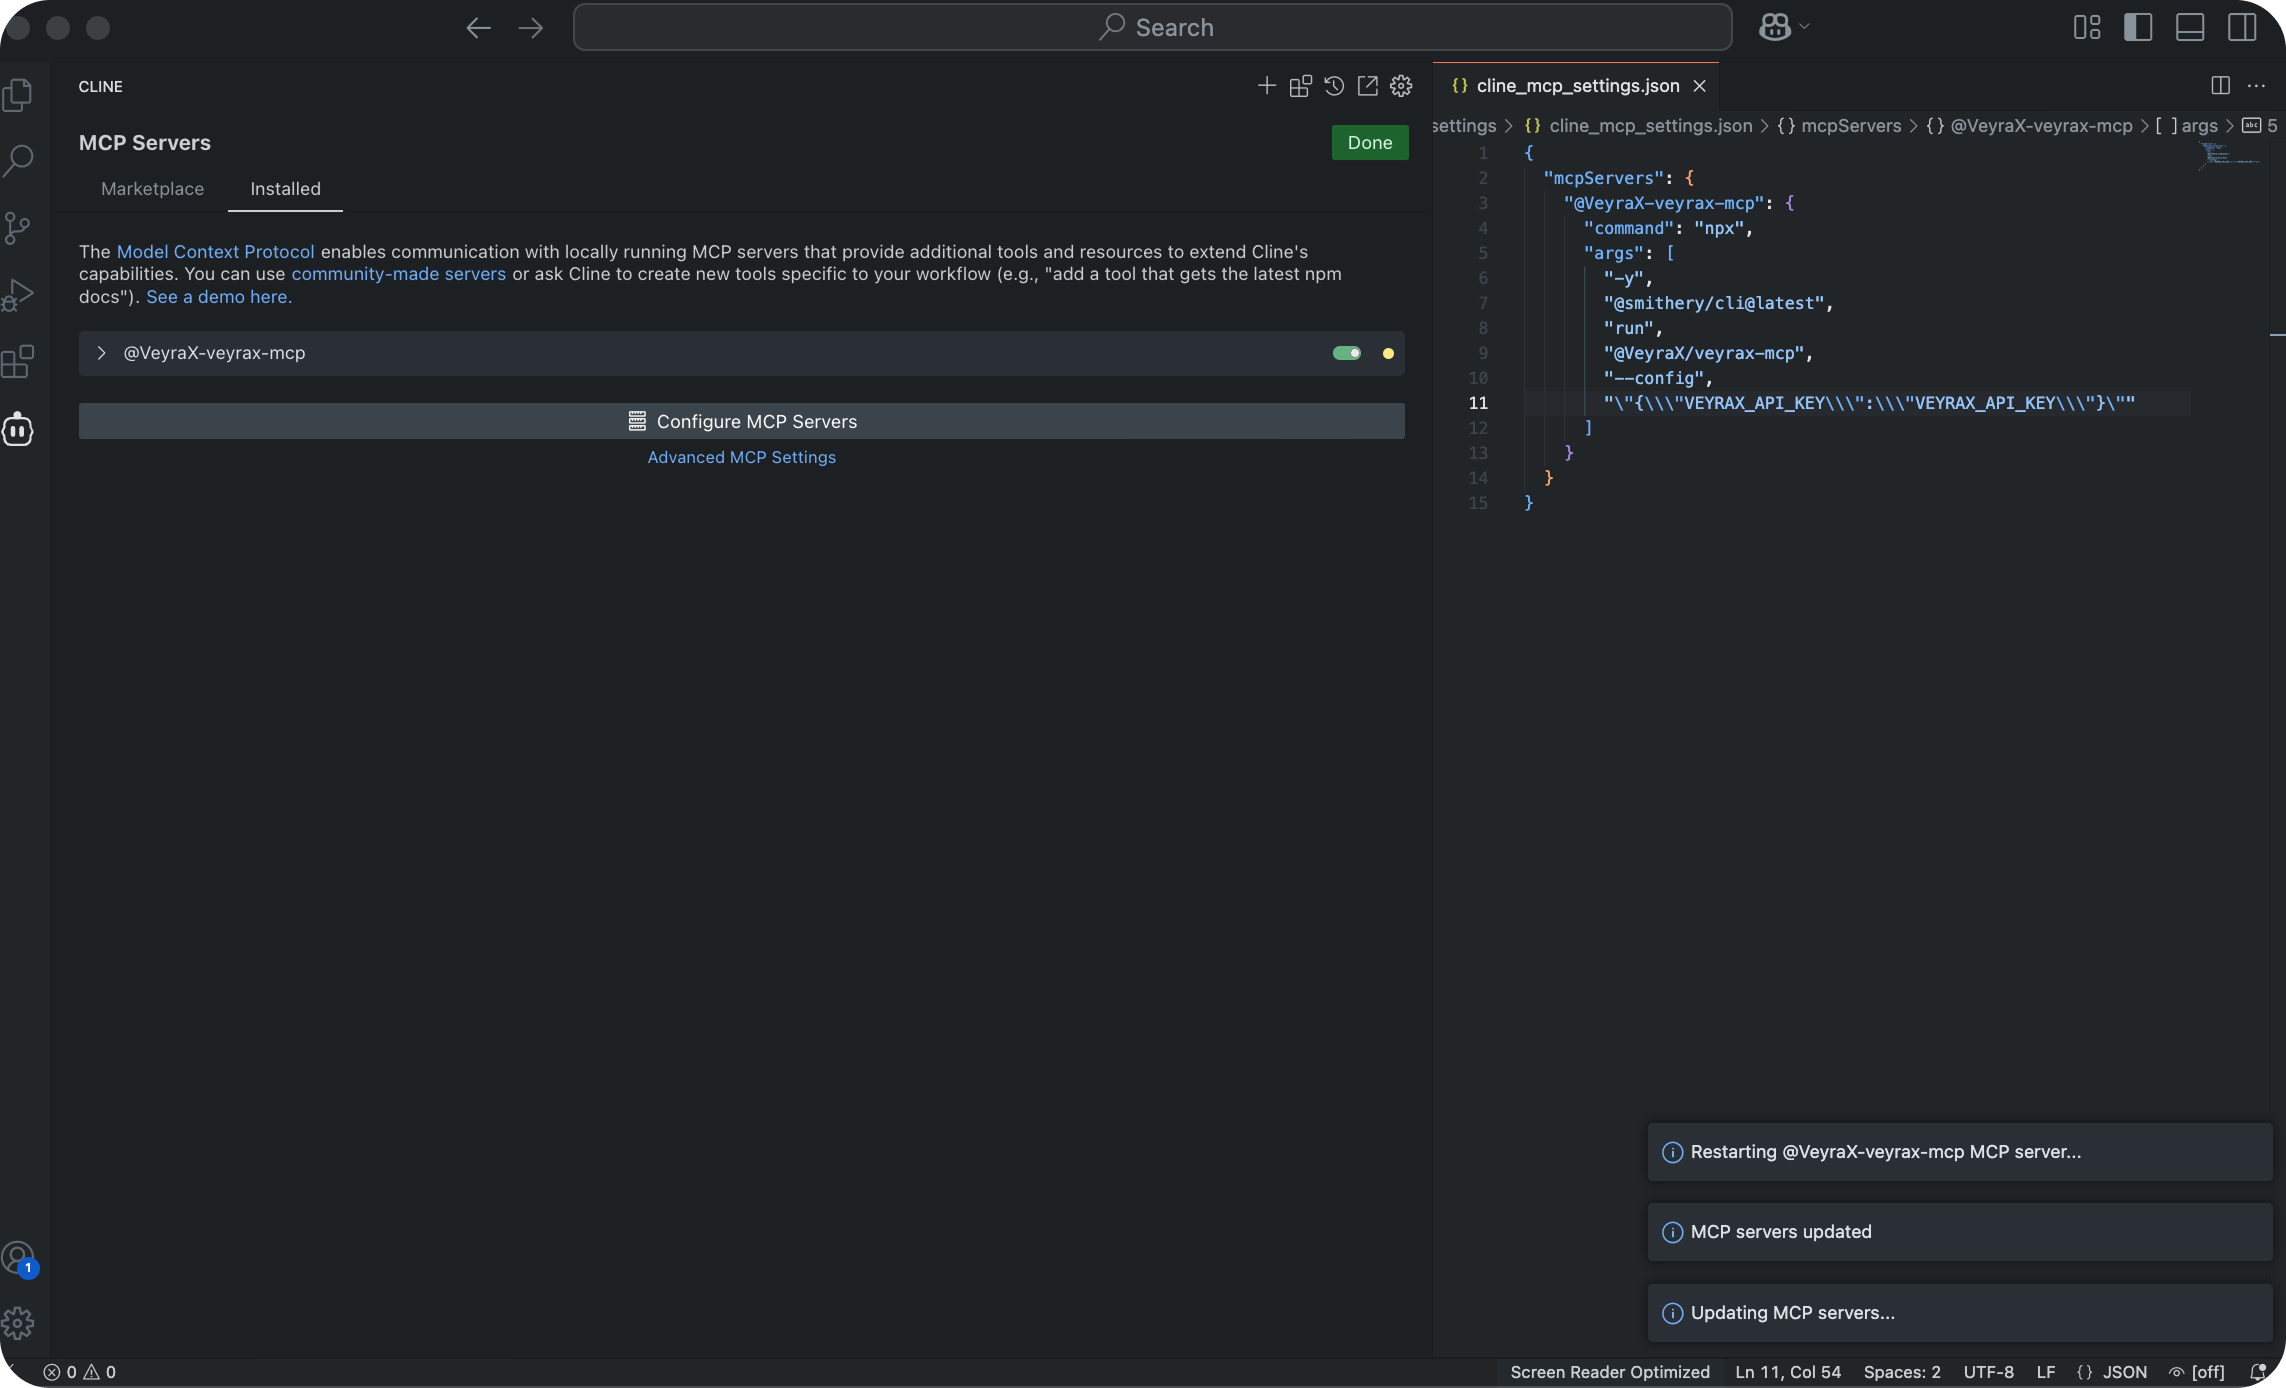 Search
CLINE
MCP Servers
Done
Marketplace
Installed
The Model Context Protocol enables communication with locally running MCP servers that provide additional tools and resources to extend Cline's
capabilities. You can use community-made servers or ask Cline to create new tools specific to your workflow (e.g., "add a tool that gets the latest npm
docs"). See a demo here.
@VeyraX-veyrax-mcp
Configure MCP Servers
Advanced MCP Settings
1
{} cline_mcp_settings.json
settings > {} cline_mcp_settings.json > {} mcpServers > {} @VeyraX-veyrax-mcp > [ ] args > abc 5
1 {
2 "mcpServers": {
3 "@VeyraX-veyrax-mcp": {
4 "command": "npx",
5 "args": [
6 "-y",
7 "@smithery/cli@latest",
8 "run",
9 "@VeyraX/veyrax-mcp",
10 "--config",
11 "\"{\\\"VEYRAX_API_KEY\\\":\\\"VEYRAX_API_KEY\\\"}\""
12 ]
13 }
14 }
15 }
Restarting @VeyraX-veyrax-mcp MCP server...
MCP servers updated
Updating MCP servers...
0 0
Screen Reader Optimized Ln 11, Col 54 Spaces: 2 UTF-8 LF {} JSON [off]